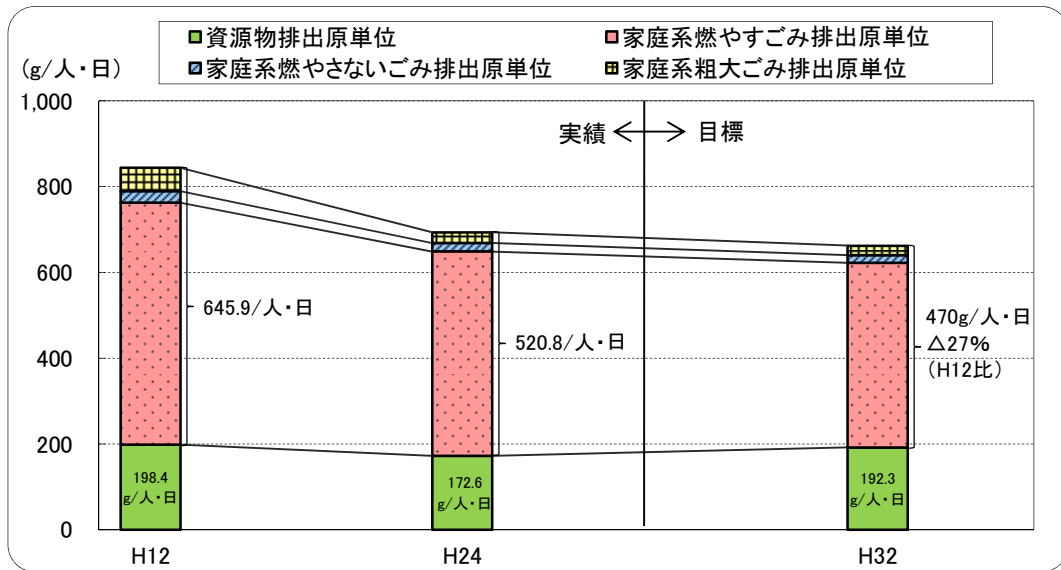 資源物排出原単位
家庭系燃やすごみ排出原単位
家庭系燃やさないごみ排出原単位
家庭系粗大ごみ排出原単位
(g/人・日)
1,000
800
600
400
200
0
実績
目標
645.9/人・日
520.8/人・日
470g/人・日
△27%
(H12比)
198.4
g/人・日
172.6
g/人・日
192.3
g/人・日
H12
H24
H32